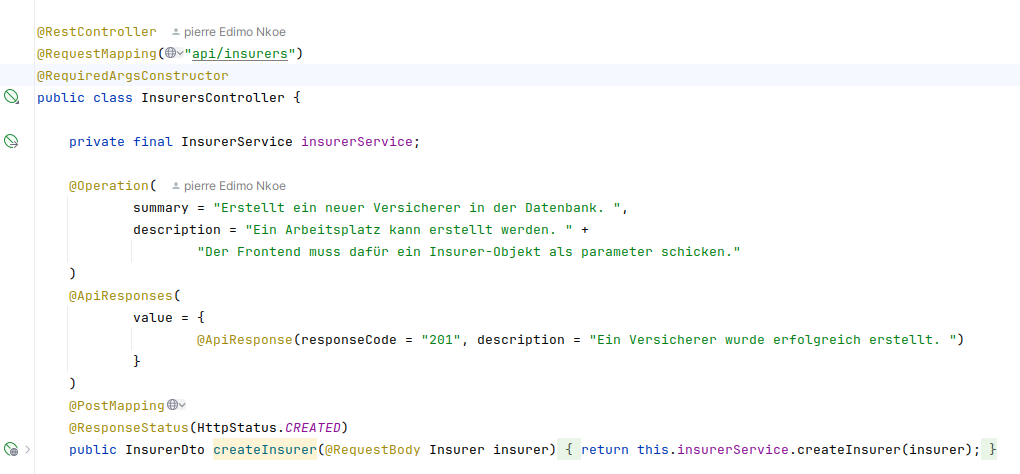 @RestController pierre Edimo Nkoe
@RequestMapping("api/insurers")
@RequiredArgsConstructor
public class InsurersController {
private final InsurerService insurerService;
@Operation( pierre Edimo Nkoe
summary = "Erstellt ein neuer Versicherer in der Datenbank. ",
description = "Ein Arbeitsplatz kann erstellt werden. " +
"Der Frontend muss dafür ein Insurer-Objekt als parameter schicken."
)
@ApiResponses(
value = {
@ApiResponse(responseCode = "201", description = "Ein Versicherer wurde erfolgreich erstellt. ")
}
)
@PostMapping
@ResponseStatus(HttpStatus.CREATED)
public InsurerDto createInsurer(@RequestBody Insurer insurer) { return this.insurerService.createInsurer(insurer); }